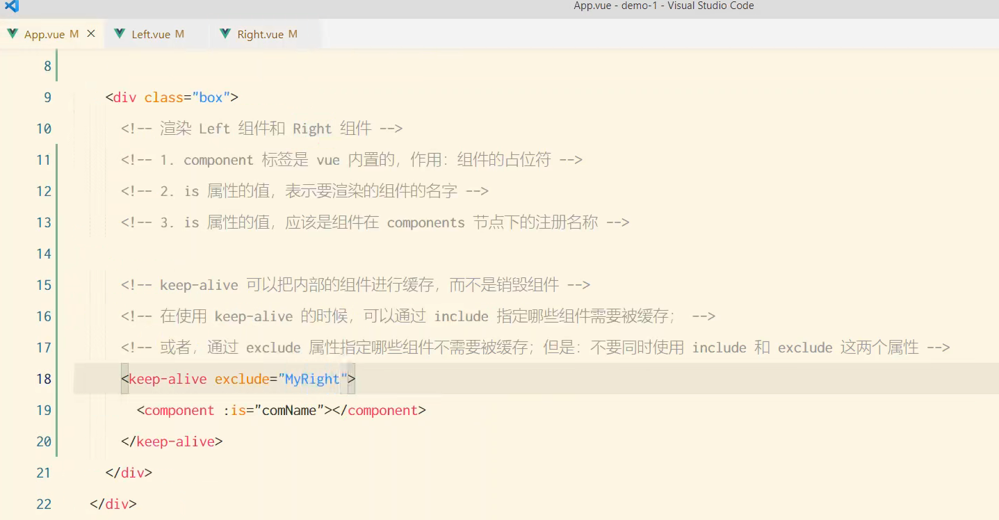 App.vue - demo-1 - Visual Studio Code
App.vue M Left.vue M Right.vue M
8
9 <div class="box">
10 <!-- 渲染 Left 组件和 Right 组件 -->
11 <!-- 1. component 标签是 vue 内置的，作用：组件的占位符 -->
12 <!-- 2. is 属性的值，表示要渲染的组件的名字 -->
13 <!-- 3. is 属性的值，应该是组件在 components 节点下的注册名称 -->
14
15 <!-- keep-alive 可以把内部的组件进行缓存，而不是销毁组件 -->
16 <!-- 在使用 keep-alive 的时候，可以通过 include 指定哪些组件需要被缓存； -->
17 <!-- 或者，通过 exclude 属性指定哪些组件不需要被缓存；但是：不要同时使用 include 和 exclude 这两个属性 -->
18 <keep-alive exclude="MyRight">
19 <component :is="comName"></component>
20 </keep-alive>
21 </div>
22 </div>